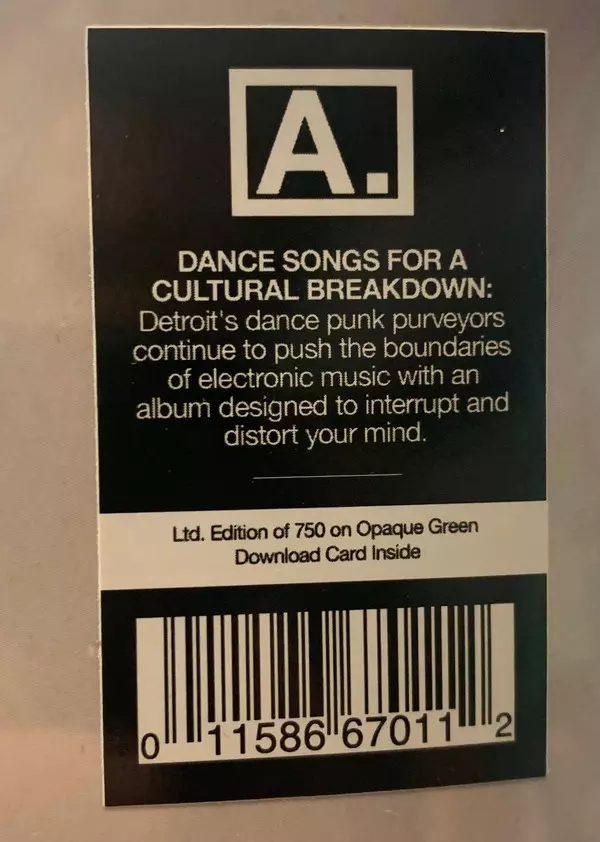 A.
DANCE SONGS FOR A
CULTURAL BREAKDOWN:
Detroit's dance punk purveyors
continue to push the boundaries
of electronic music with an
album designed to interrupt and
distort your mind.
Ltd. Edition of 750 on Opaque Green
Download Card Inside
0 11586 67011 2